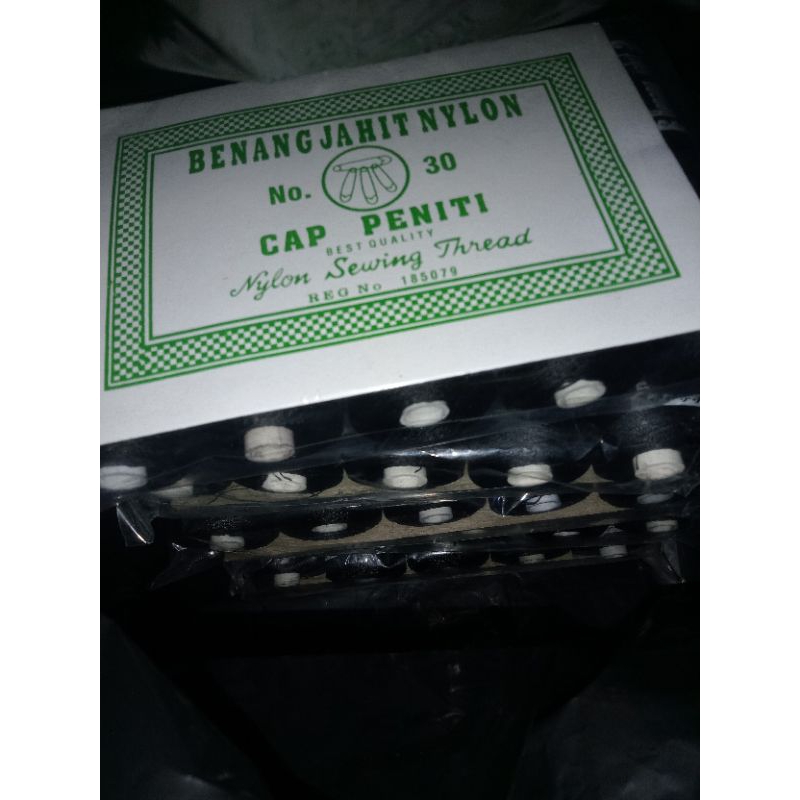 BENANG JAHIT NYLON
No. 30
CAP PENITI
BEST QUALITY
Nylon Sewing Thread
REG No 185079